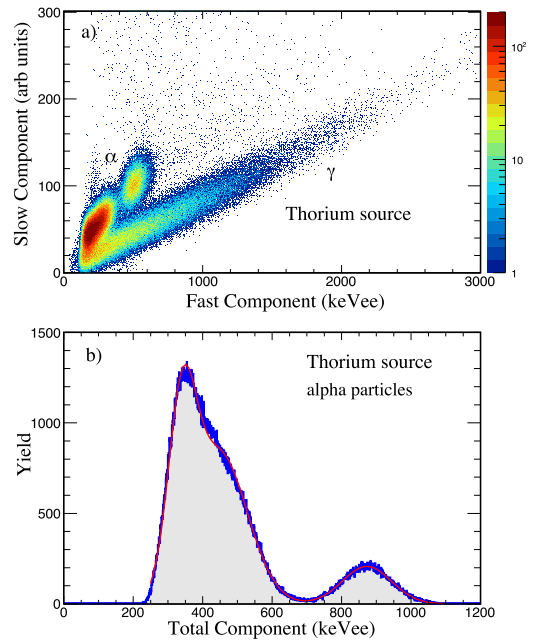 a)
Slow Component (arb units)
300
200
100
0
α
γ
Thorium source
10²
10
1
0
1000
2000
3000
Fast Component (keVee)
b)
Yield
1500
1000
500
0
Thorium source
alpha particles
0
200
400
600
800
1000
1200
Total Component (keVee)